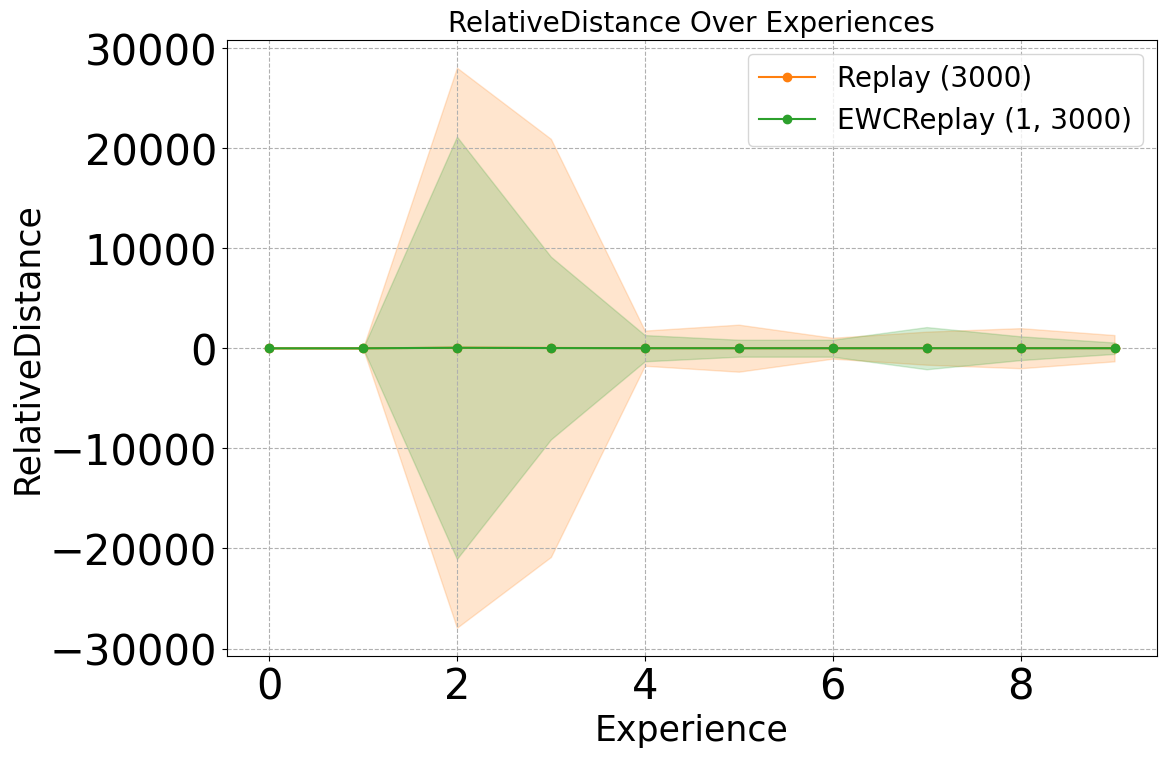 RelativeDistance Over Experiences
30000
20000
10000
0
−10000
−20000
−30000
RelativeDistance
Replay (3000)
EWCReplay (1, 3000)
0 2 4 6 8
Experience